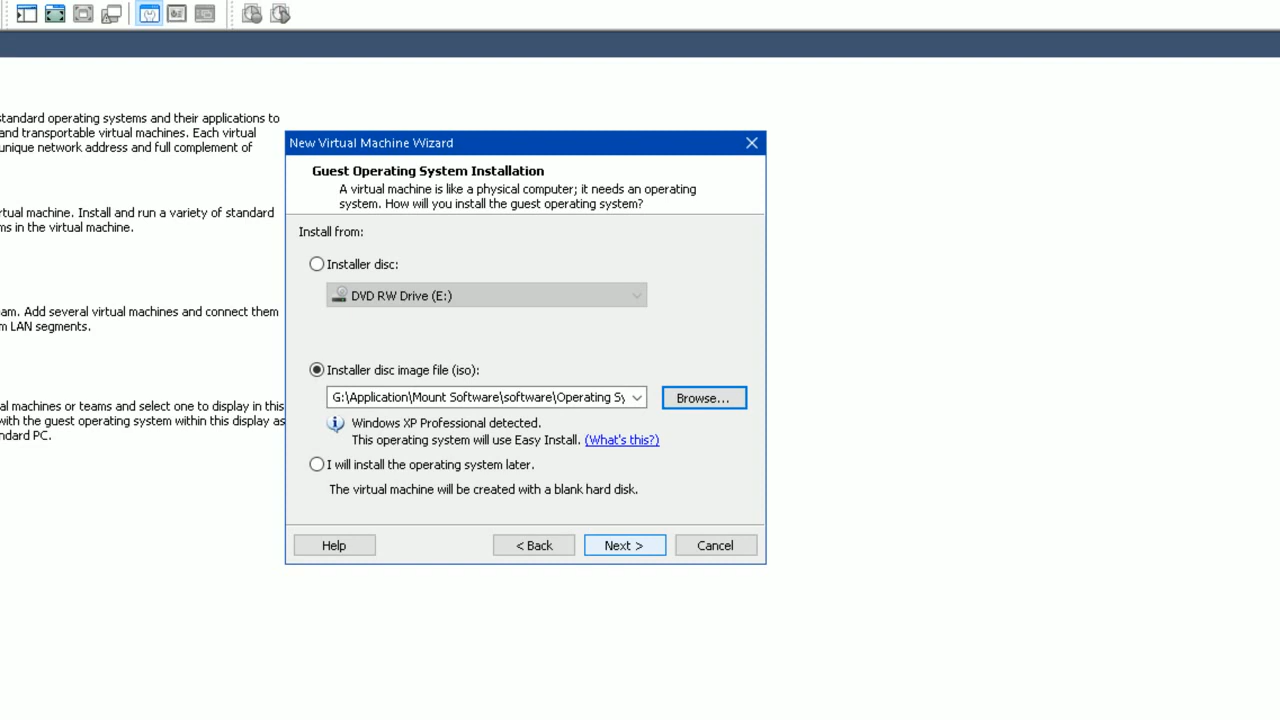 standard operating systems and their applications to
and transportable virtual machines. Each virtual
unique network address and full complement of
rtual machine. Install and run a variety of standard
ms in the virtual machine.
am. Add several virtual machines and connect them
m LAN segments.
al machines or teams and select one to display in this
with the guest operating system within this display as
ndard PC.
New Virtual Machine Wizard
Guest Operating System Installation
A virtual machine is like a physical computer; it needs an operating
system. How will you install the guest operating system?
Install from:
Installer disc:
DVD RW Drive (E:)
Installer disc image file (iso):
G:\Application\Mount Software\software\Operating Sy
Browse...
Windows XP Professional detected.
This operating system will use Easy Install. (What's this?)
I will install the operating system later.
The virtual machine will be created with a blank hard disk.
Help
< Back
Next >
Cancel